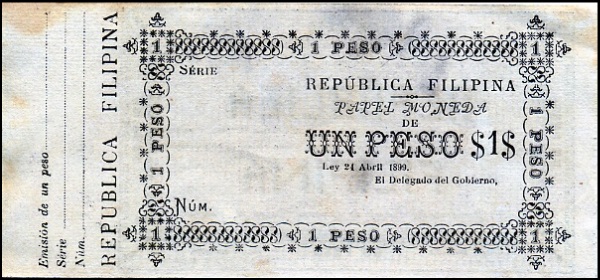 Emisión de un peso
Série
Núm.
REPUBLICA FILIPINA
1
1 PESO
1
SÉRIE
REPÚBLICA FILIPINA
PAPEL MONEDA
DE
UN PESO $1$
Ley 24 Abril 1899.
El Delegado del Gobierno,
NÚM.
1 PESO
1 PESO
1
1 PESO
1